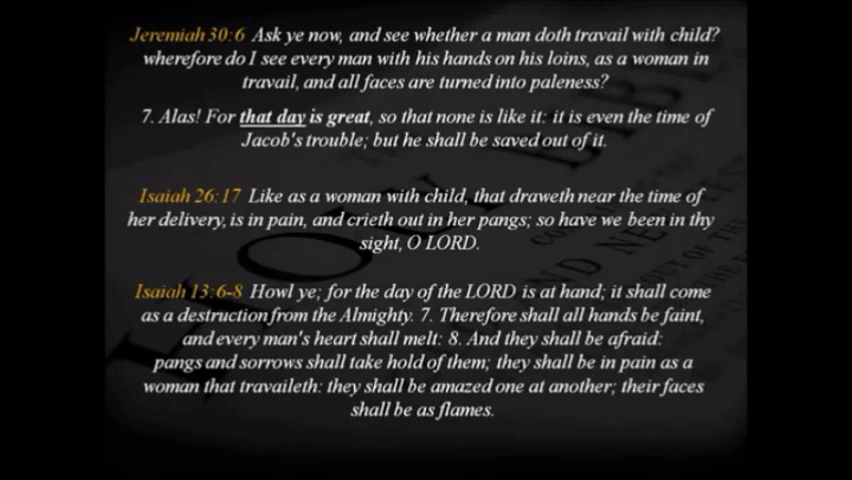 Jeremiah 30:6 Ask ye now, and see whether a man doth travail with child?
wherefore do I see every man with his hands on his loins, as a woman in
travail, and all faces are turned into paleness?
7. Alas! For that day is great, so that none is like it: it is even the time of
Jacob's trouble; but he shall be saved out of it.
Isaiah 26:17 Like as a woman with child, that draweth near the time of
her delivery, is in pain, and crieth out in her pangs; so have we been in thy
sight, O LORD.
Isaiah 13:6-8 Howl ye; for the day of the LORD is at hand; it shall come
as a destruction from the Almighty. 7. Therefore shall all hands be faint,
and every man's heart shall melt: 8. And they shall be afraid:
pangs and sorrows shall take hold of them; they shall be in pain as a
woman that travaileth: they shall be amazed one at another; their faces
shall be as flames.
HOLY BIBLE